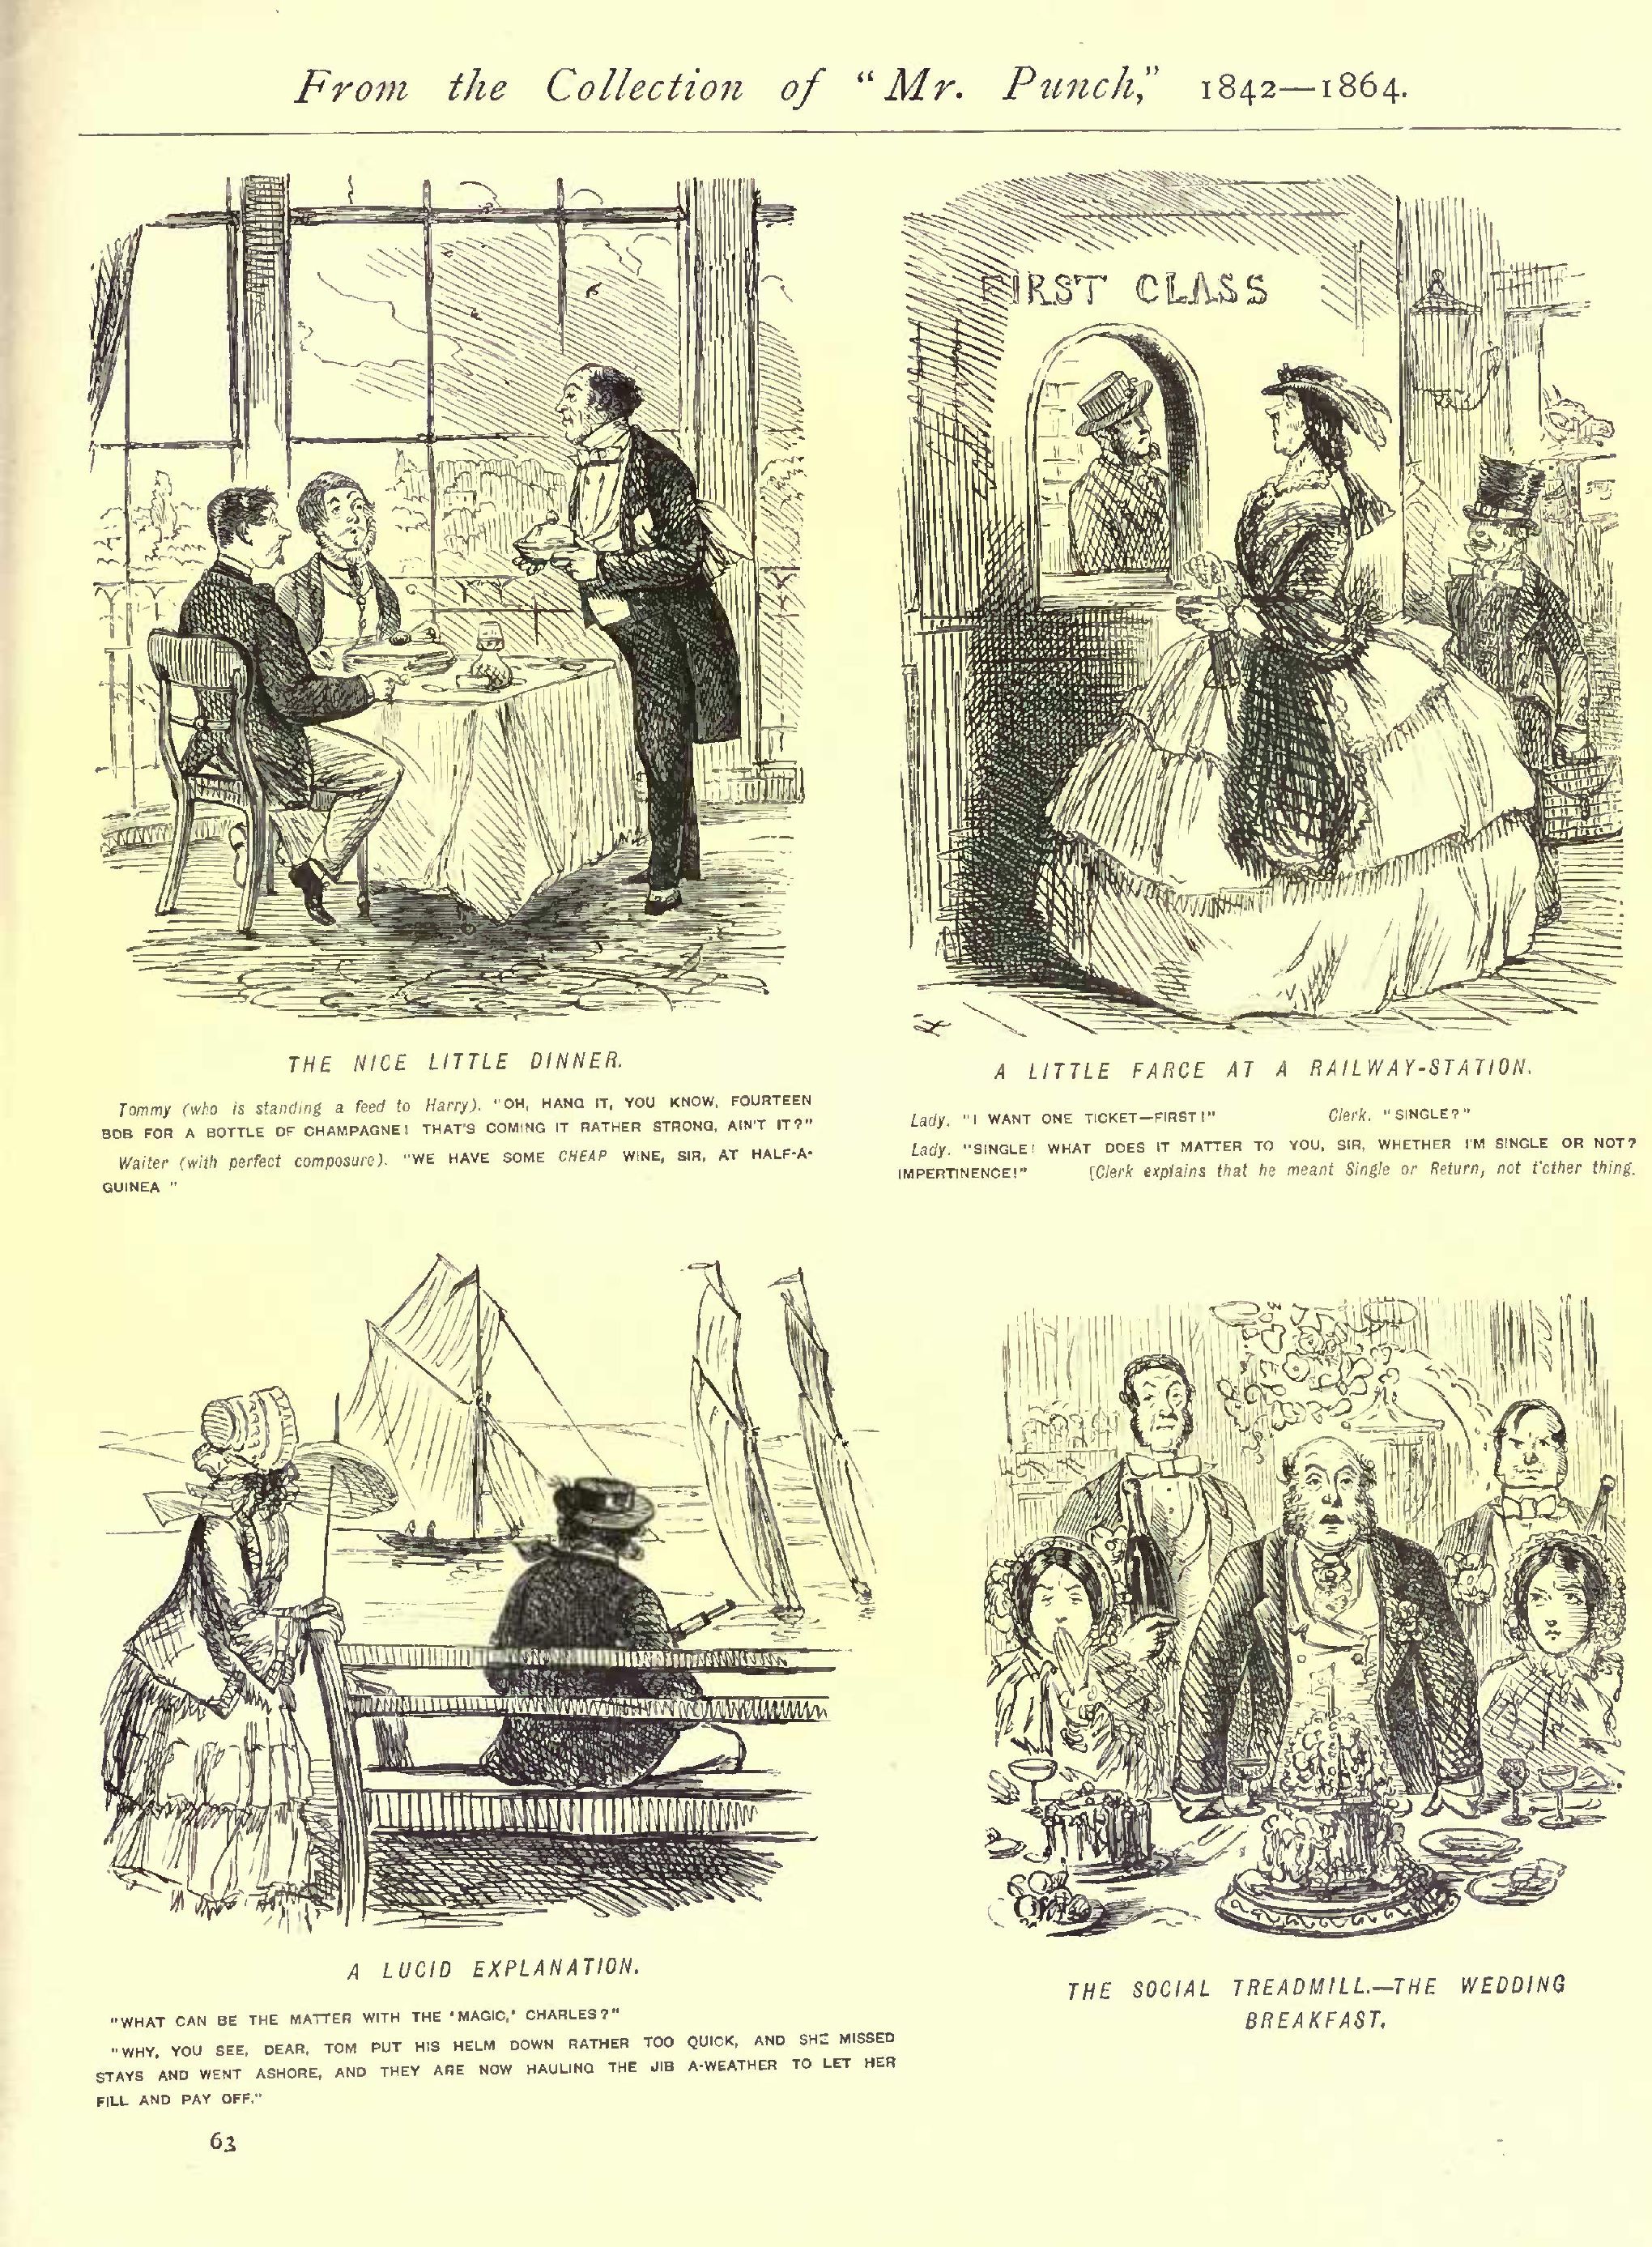 From the Collection of "Mr. Punch," 1842—1864.
FIRST CLASS
THE NICE LITTLE DINNER.
Tommy (who is standing a feed to Harry). "OH, HANG IT, YOU KNOW, FOURTEEN
BOB FOR A BOTTLE OF CHAMPAGNE! THAT'S COMING IT RATHER STRONG, AIN'T IT?"
Waiter (with perfect composure). "WE HAVE SOME CHEAP WINE, SIR, AT HALF-A-
GUINEA "
A LITTLE FARCE AT A RAILWAY-STATION.
Lady. "I WANT ONE TICKET—FIRST!" Clerk. "SINGLE?"
Lady. "SINGLE! WHAT DOES IT MATTER TO YOU, SIR, WHETHER I'M SINGLE OR NOT?
IMPERTINENCE!" [Clerk explains that he meant Single or Return, not t'other thing.
A LUCID EXPLANATION.
"WHAT CAN BE THE MATTER WITH THE 'MAGIC,' CHARLES?"
"WHY, YOU SEE, DEAR, TOM PUT HIS HELM DOWN RATHER TOO QUICK, AND SHE MISSED
STAYS AND WENT ASHORE, AND THEY ARE NOW HAULING THE JIB A-WEATHER TO LET HER
FILL AND PAY OFF."
THE SOCIAL TREADMILL.—THE WEDDING
BREAKFAST.
63